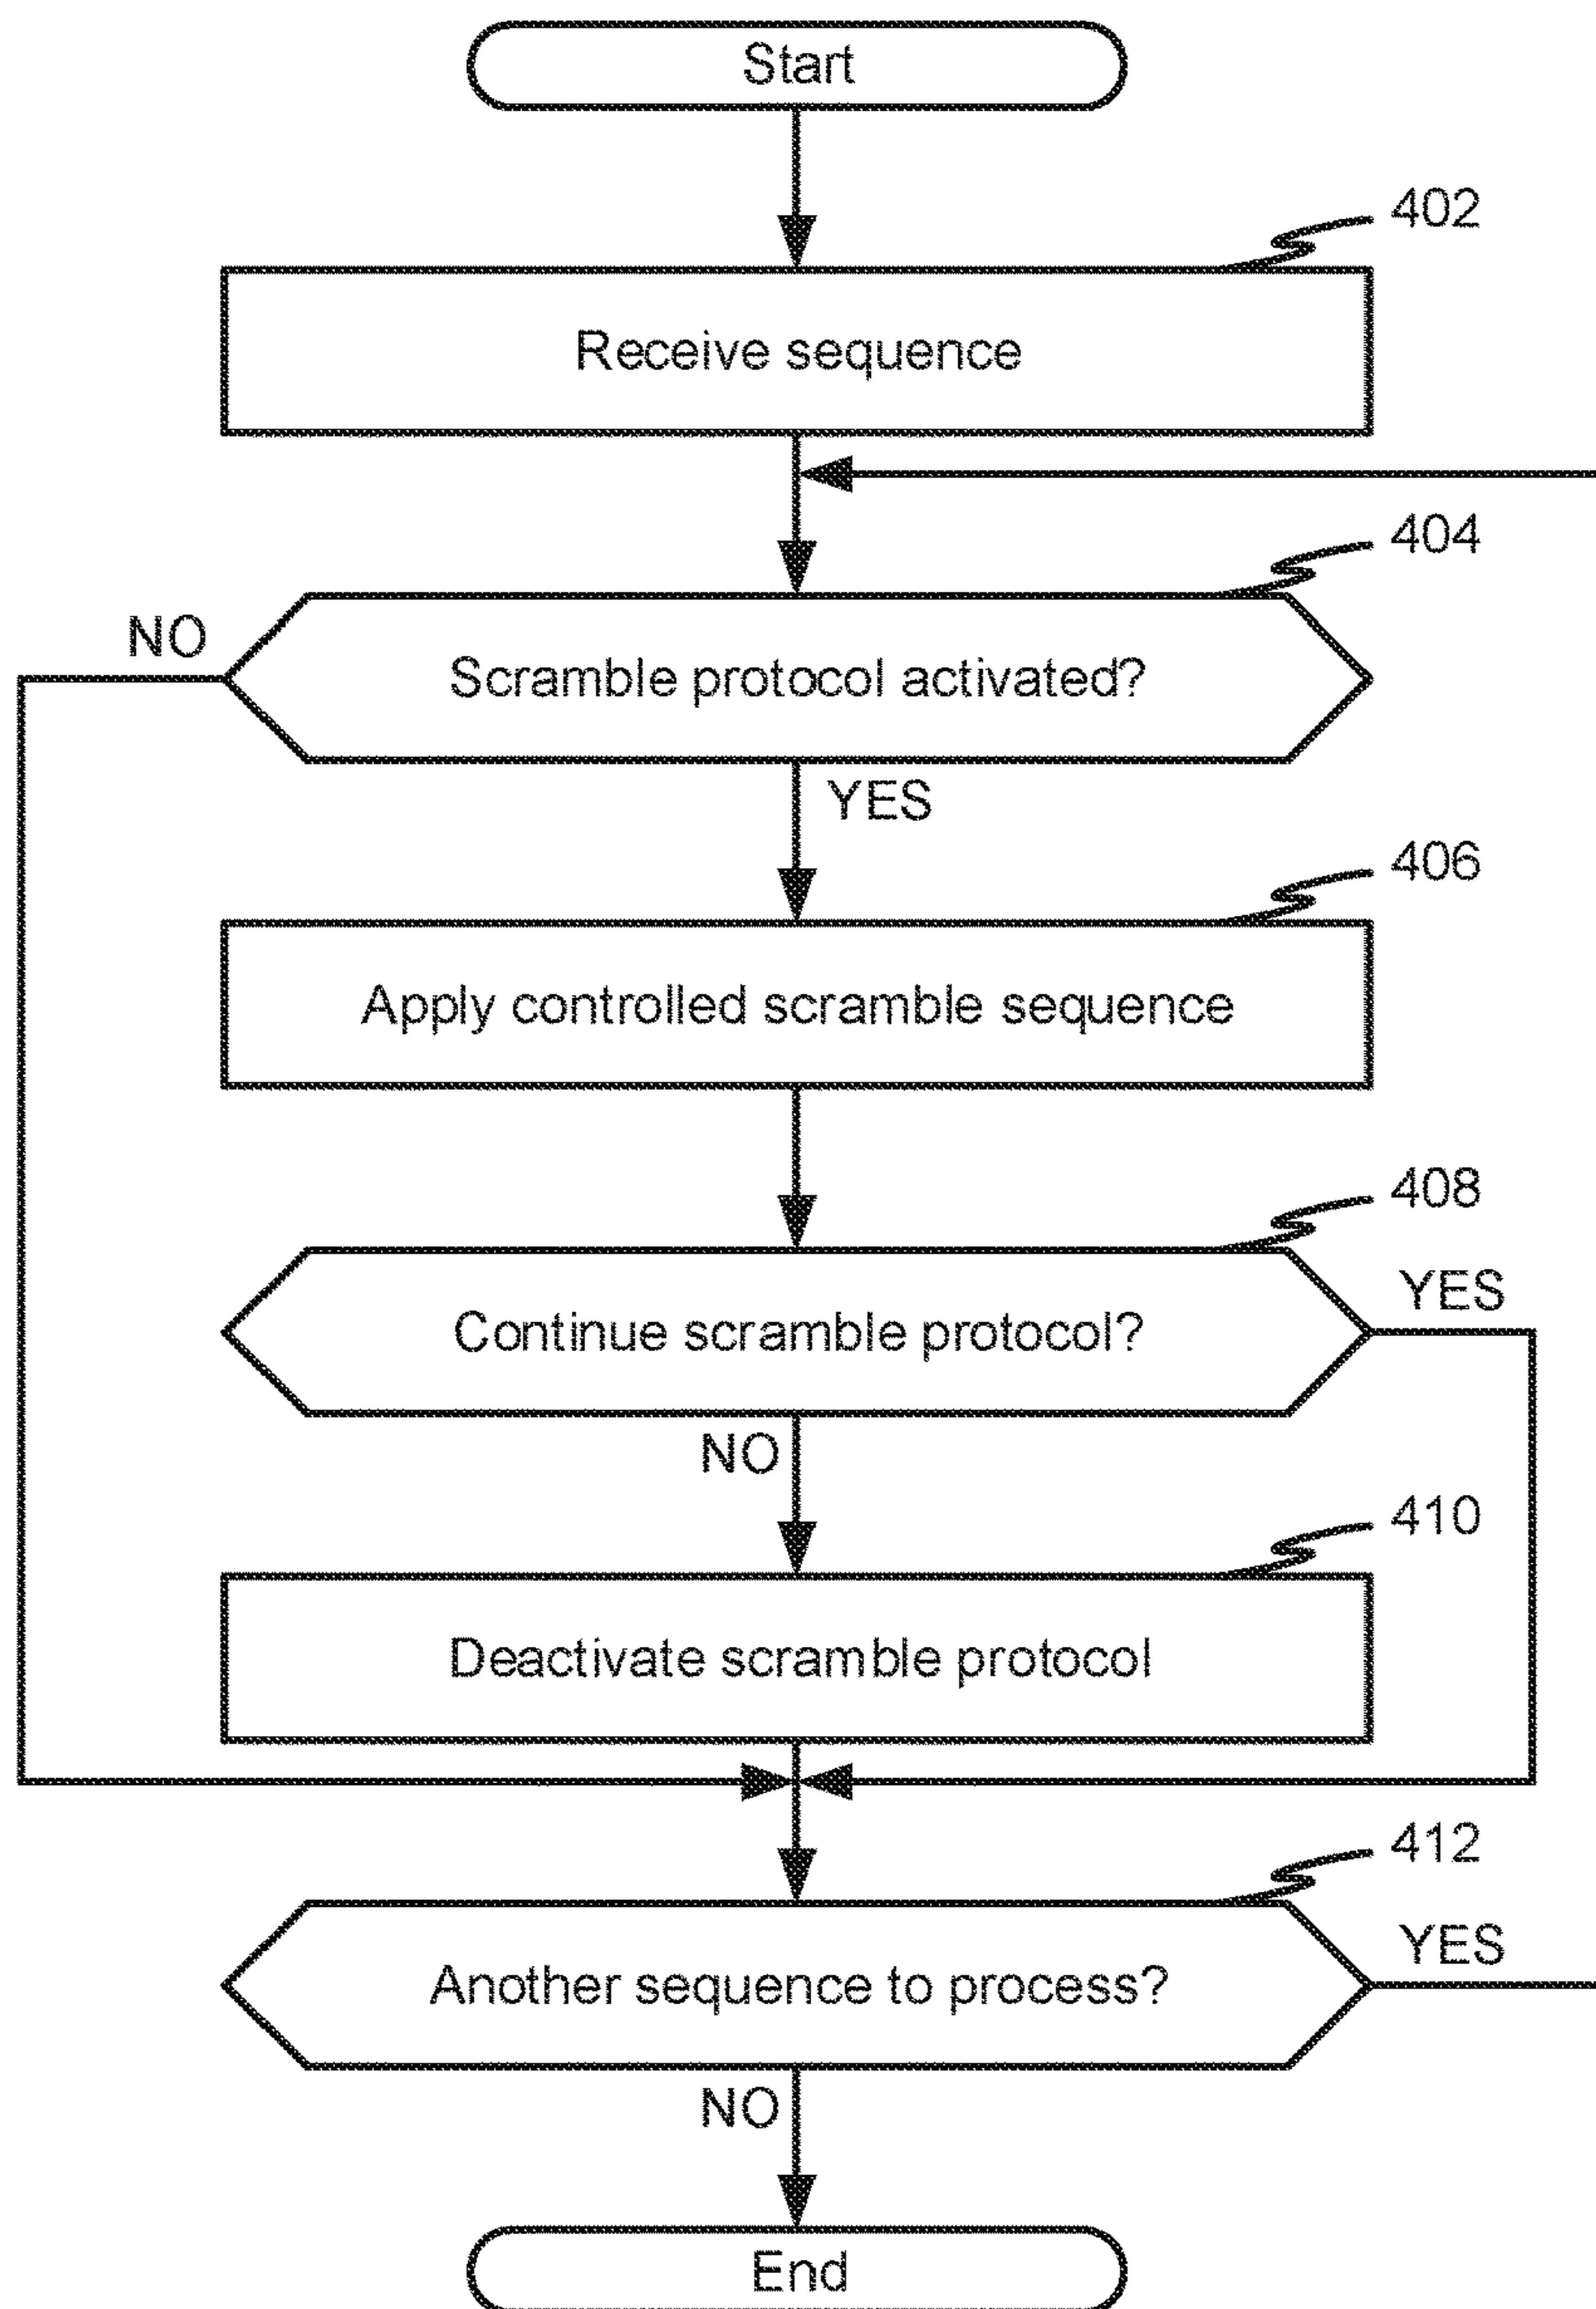 Start
402
Receive sequence
404
NO
Scramble protocol activated?
YES
406
Apply controlled scramble sequence
408
YES
Continue scramble protocol?
NO
410
Deactivate scramble protocol
412
YES
Another sequence to process?
NO
End